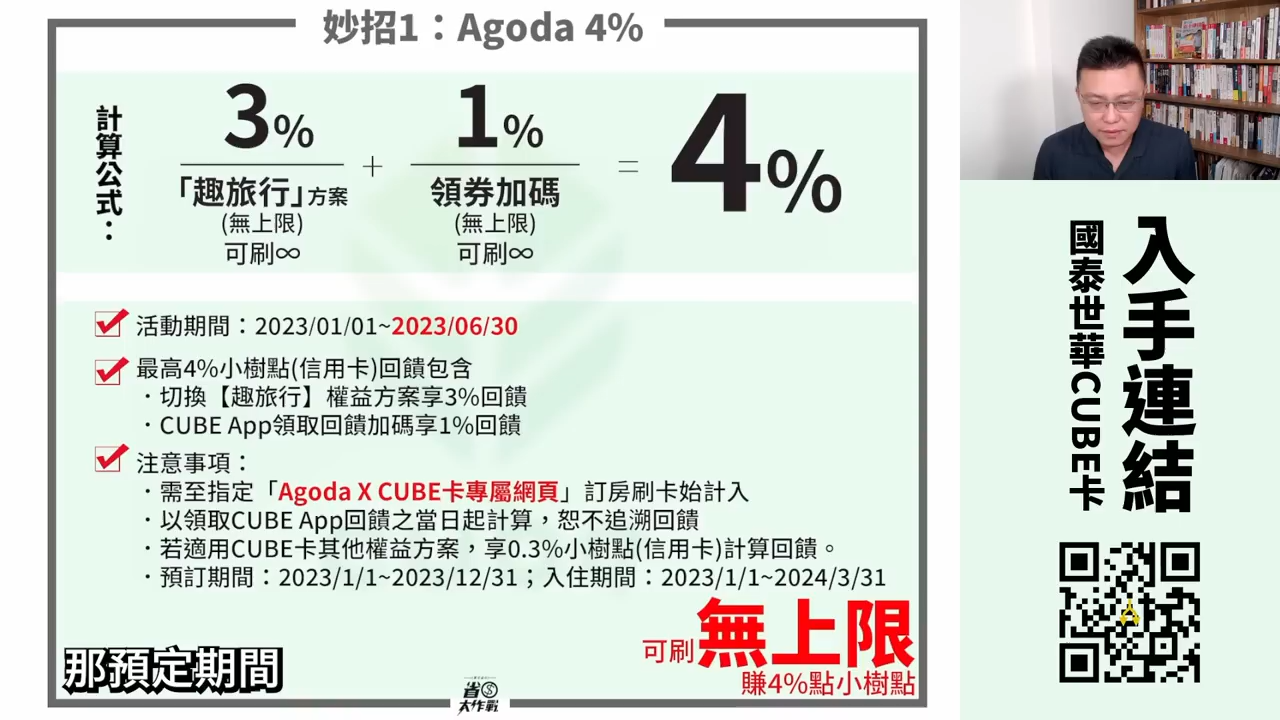 妙招1：Agoda 4%
計算公式：
3%
「趣旅行」方案
(無上限)
可刷∞
+
1%
領券加碼
(無上限)
可刷∞
=
4%
活動期間：2023/01/01~2023/06/30
最高4%小樹點(信用卡)回饋包含
·切換【趣旅行】權益方案享3%回饋
·CUBE App領取回饋加碼享1%回饋
注意事項：
·需至指定「Agoda X CUBE卡專屬網頁」訂房刷卡始計入
·以領取CUBE App回饋之當日起計算，恕不追溯回饋
·若適用CUBE卡其他權益方案，享0.3%小樹點(信用卡)計算回饋。
·預訂期間：2023/1/1~2023/12/31；入住期間：2023/1/1~2024/3/31
可刷無上限
賺4%點小樹點
那預定期間
省大作戰
入手連結
國泰世華CUBE卡